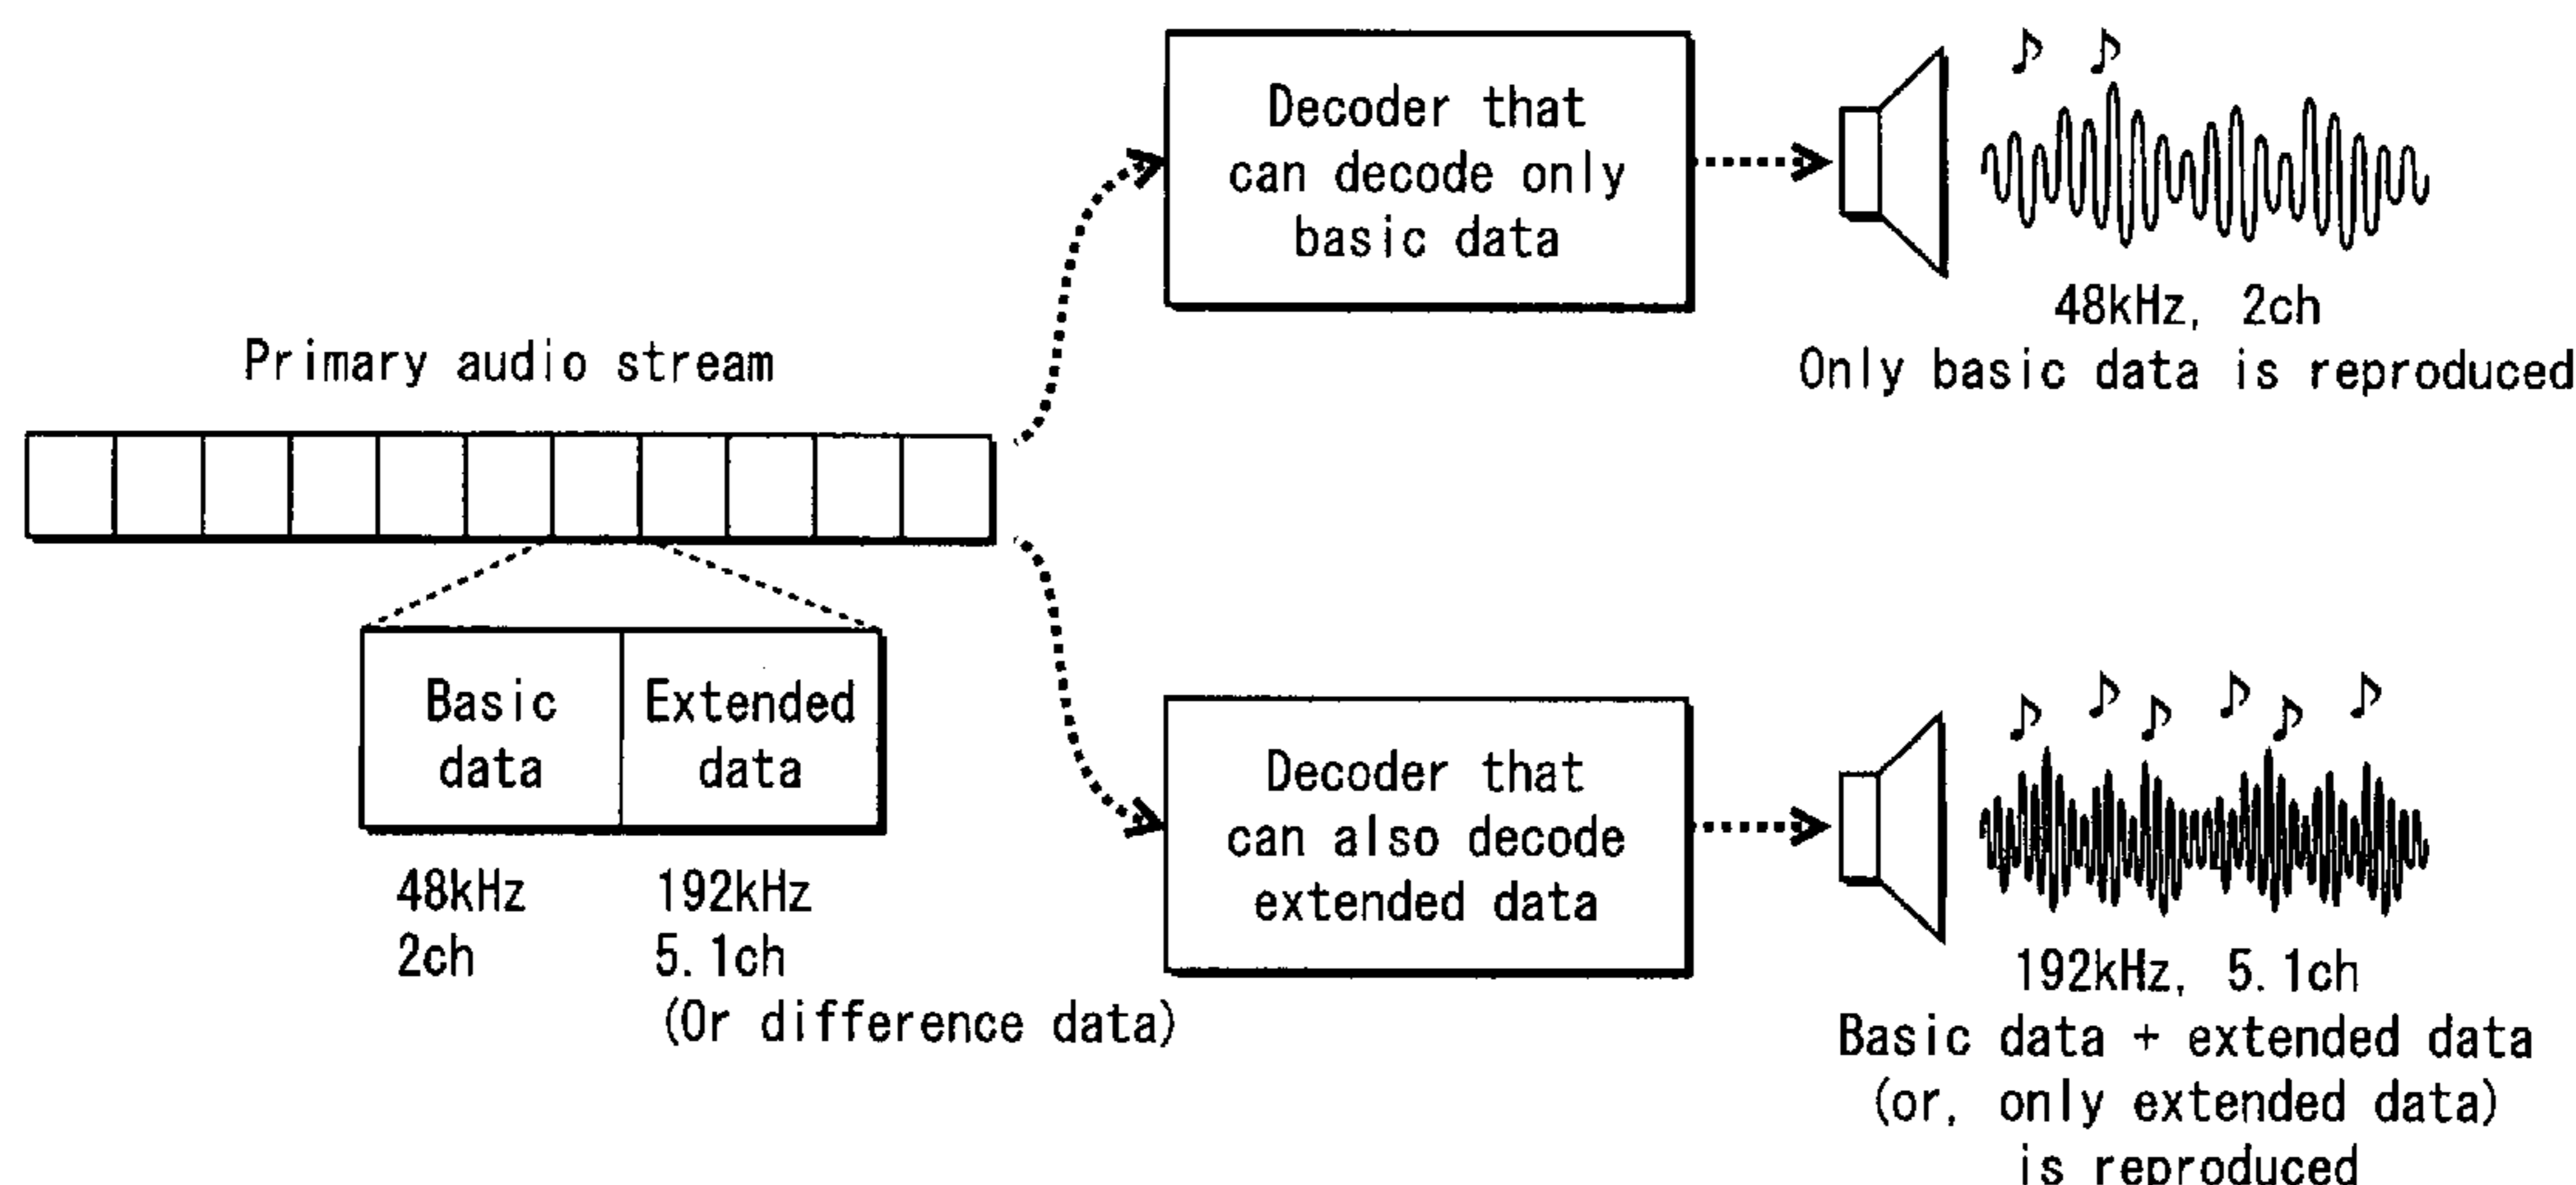 Decoder that
can decode only
basic data
48kHz, 2ch
Only basic data is reproduced
Primary audio stream
Basic
data
Extended
data
48kHz
2ch
192kHz
5.1ch
(Or difference data)
Decoder that
can also decode
extended data
192kHz, 5.1ch
Basic data + extended data
(or, only extended data)
is reproduced